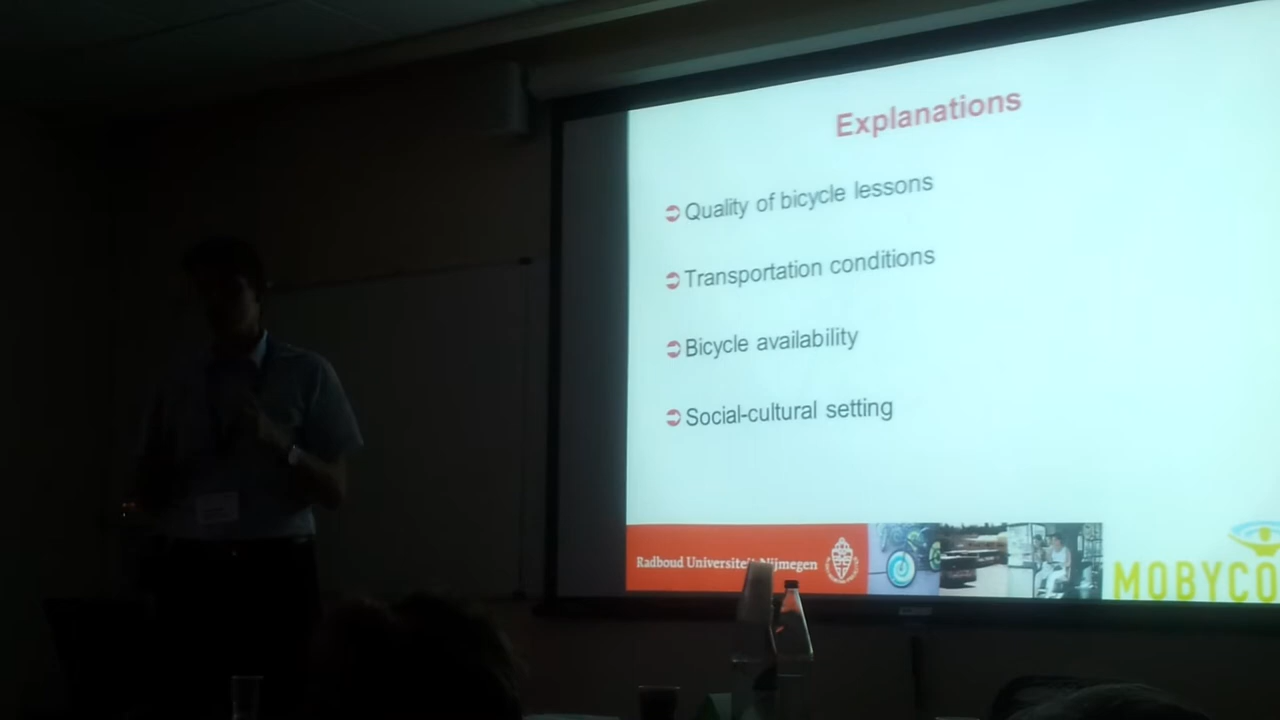 Explanations
Quality of bicycle lessons
Transportation conditions
Bicycle availability
Social-cultural setting
Radboud Universiteit Nijmegen
MOBYCO